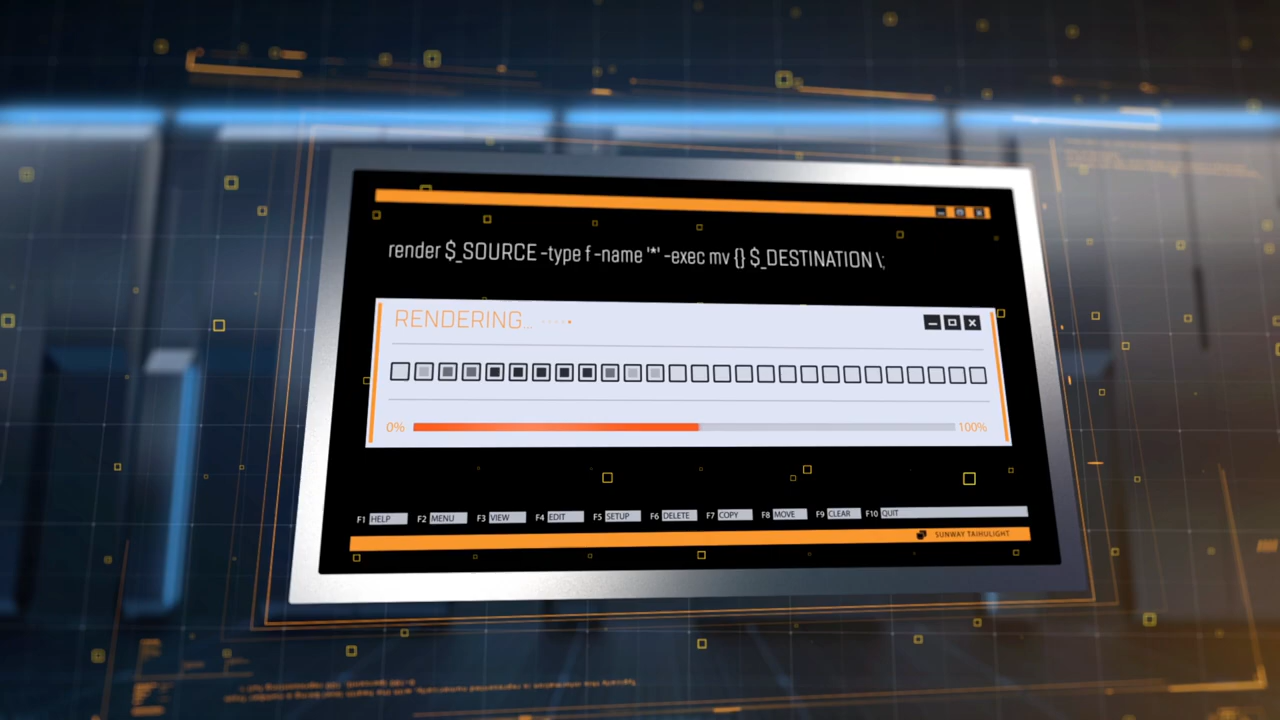 render $_SOURCE -type f -name '*' -exec mv {} $_DESTINATION \;
RENDERING_
0% 100%
F1 HELP F2 MENU F3 VIEW F4 EDIT F5 SETUP F6 DELETE F7 COPY F8 MOVE F9 CLEAR F10 QUIT
SUNWAY TAIHULIGHT